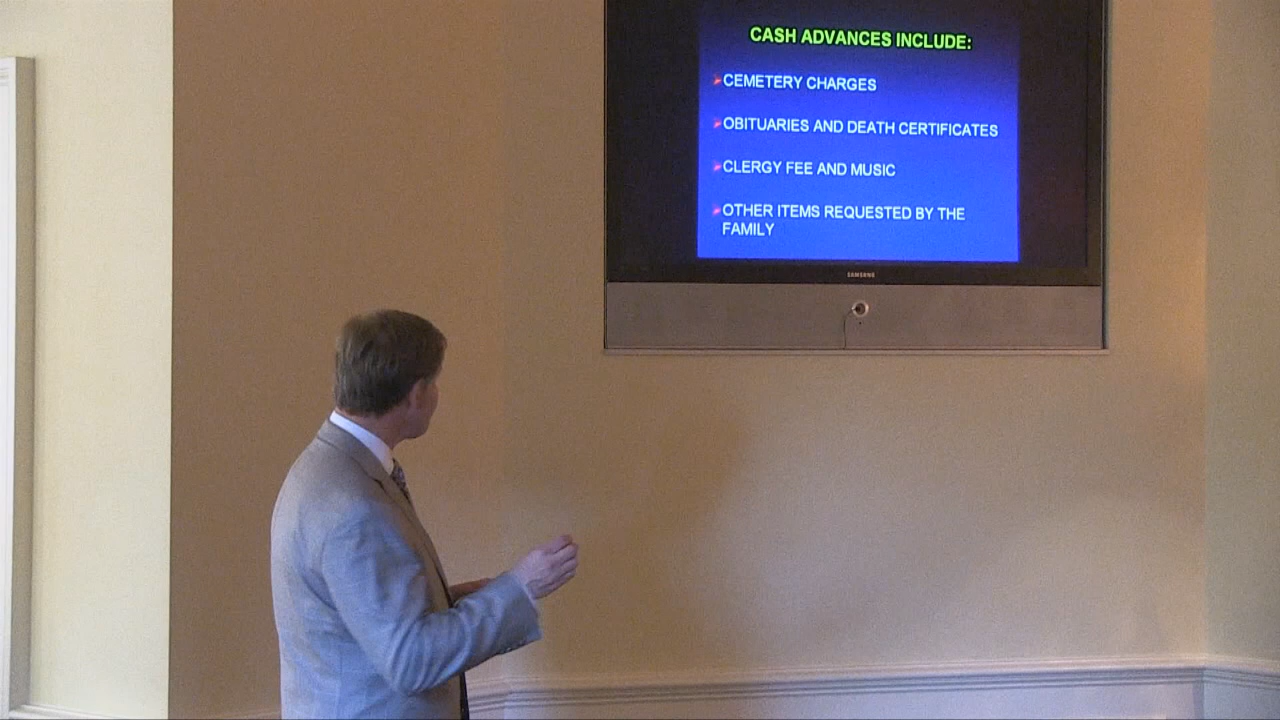 CASH ADVANCES INCLUDE:
CEMETERY CHARGES
OBITUARIES AND DEATH CERTIFICATES
CLERGY FEE AND MUSIC
OTHER ITEMS REQUESTED BY THE
FAMILY
SAMSUNG